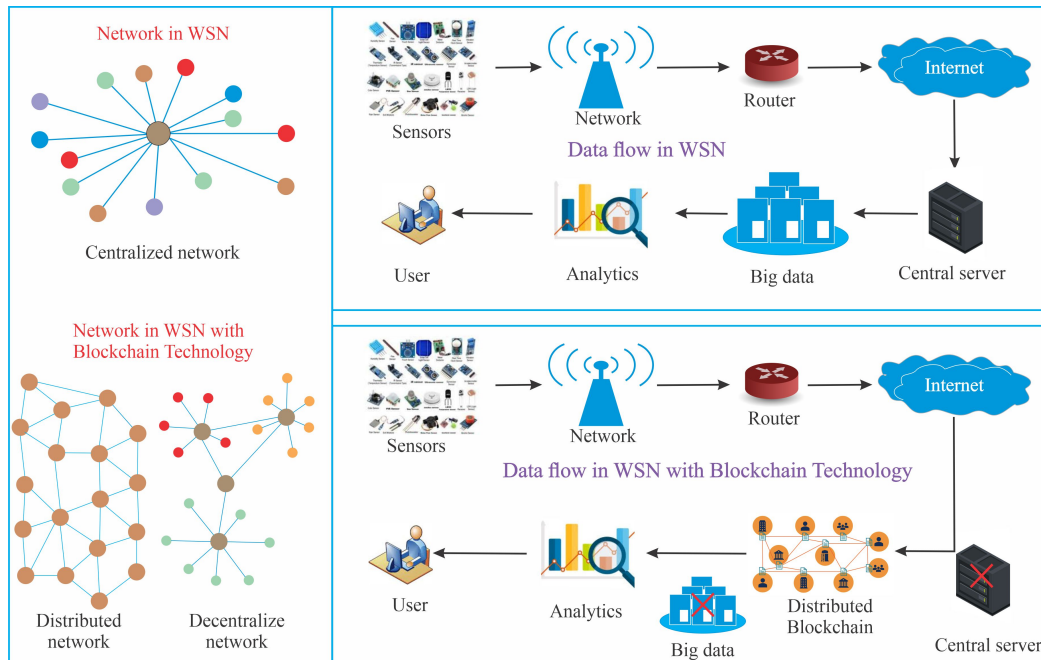 Network in WSN
Centralized network
Network in WSN with
Blockchain Technology
Distributed
network
Decentralize
network
Sensors
Network
Router
Internet
Data flow in WSN
User
Analytics
Big data
Central server
Sensors
Network
Router
Internet
Data flow in WSN with Blockchain Technology
User
Analytics
Big data
Distributed
Blockchain
Central server